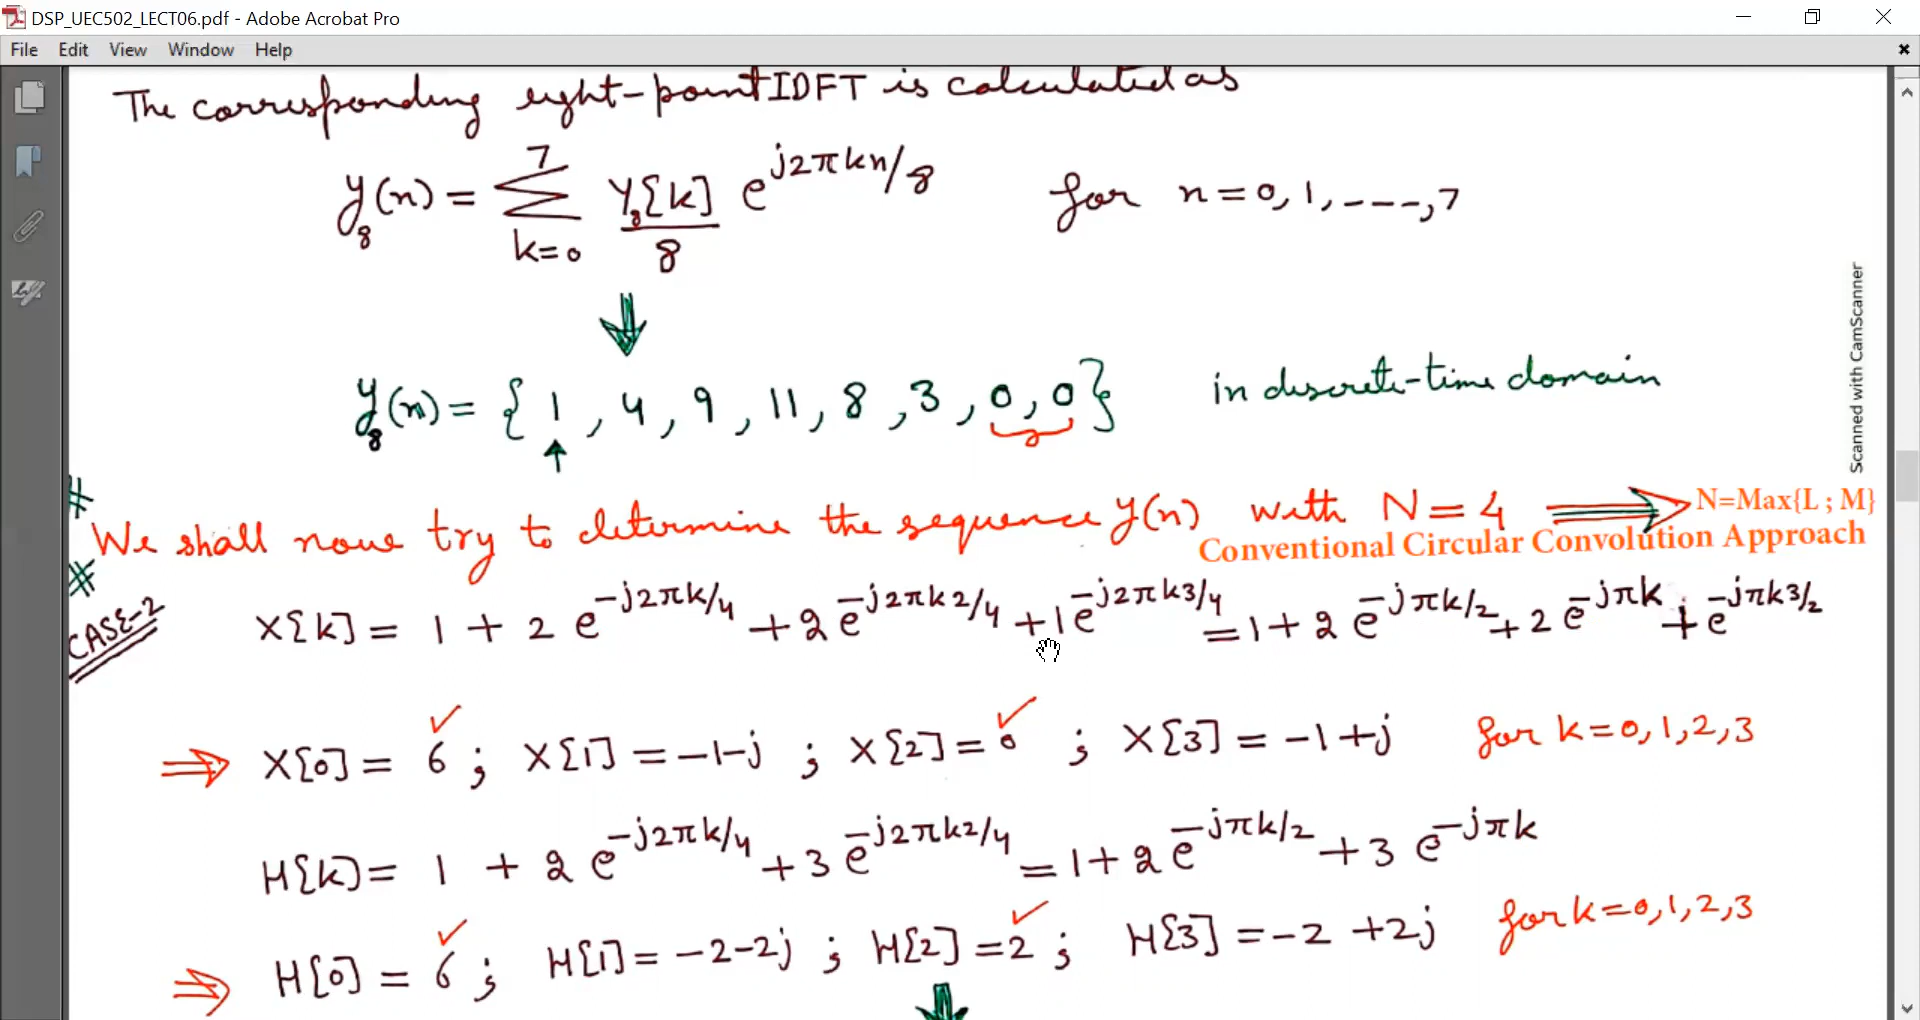 DSP_UEC502_LECT06.pdf - Adobe Acrobat Pro
File Edit View Window Help
The corresponding eight-point IDFT is calculated as
y₈(n) = Σ_{k=0}^{7} Y₈[k]/8 e^{j2πkn/8} for n=0,1,----,7
y₈(n) = { 1 , 4 , 9 , 11 , 8 , 3 , 0 , 0 } in discrete-time domain
We shall now try to determine the sequence y(n) with N=4 ⟹ N=Max{L ; M}
Conventional Circular Convolution Approach
CASE-2
X[k] = 1 + 2 e^{-j2πk/4} + 2 e^{-j2πk2/4} + 1 e^{-j2πk3/4} = 1 + 2 e^{-jπk/2} + 2 e^{-jπk} + e^{-jπk3/2}
⇒ X[0] = 6 ; X[1] = -1-j ; X[2] = 0 ; X[3] = -1+j for k=0,1,2,3
H[k] = 1 + 2 e^{-j2πk/4} + 3 e^{-j2πk2/4} = 1 + 2 e^{-jπk/2} + 3 e^{-jπk}
⇒ H[0] = 6 ; H[1] = -2-2j ; H[2] = 2 ; H[3] = -2+2j for k=0,1,2,3
Scanned with CamScanner